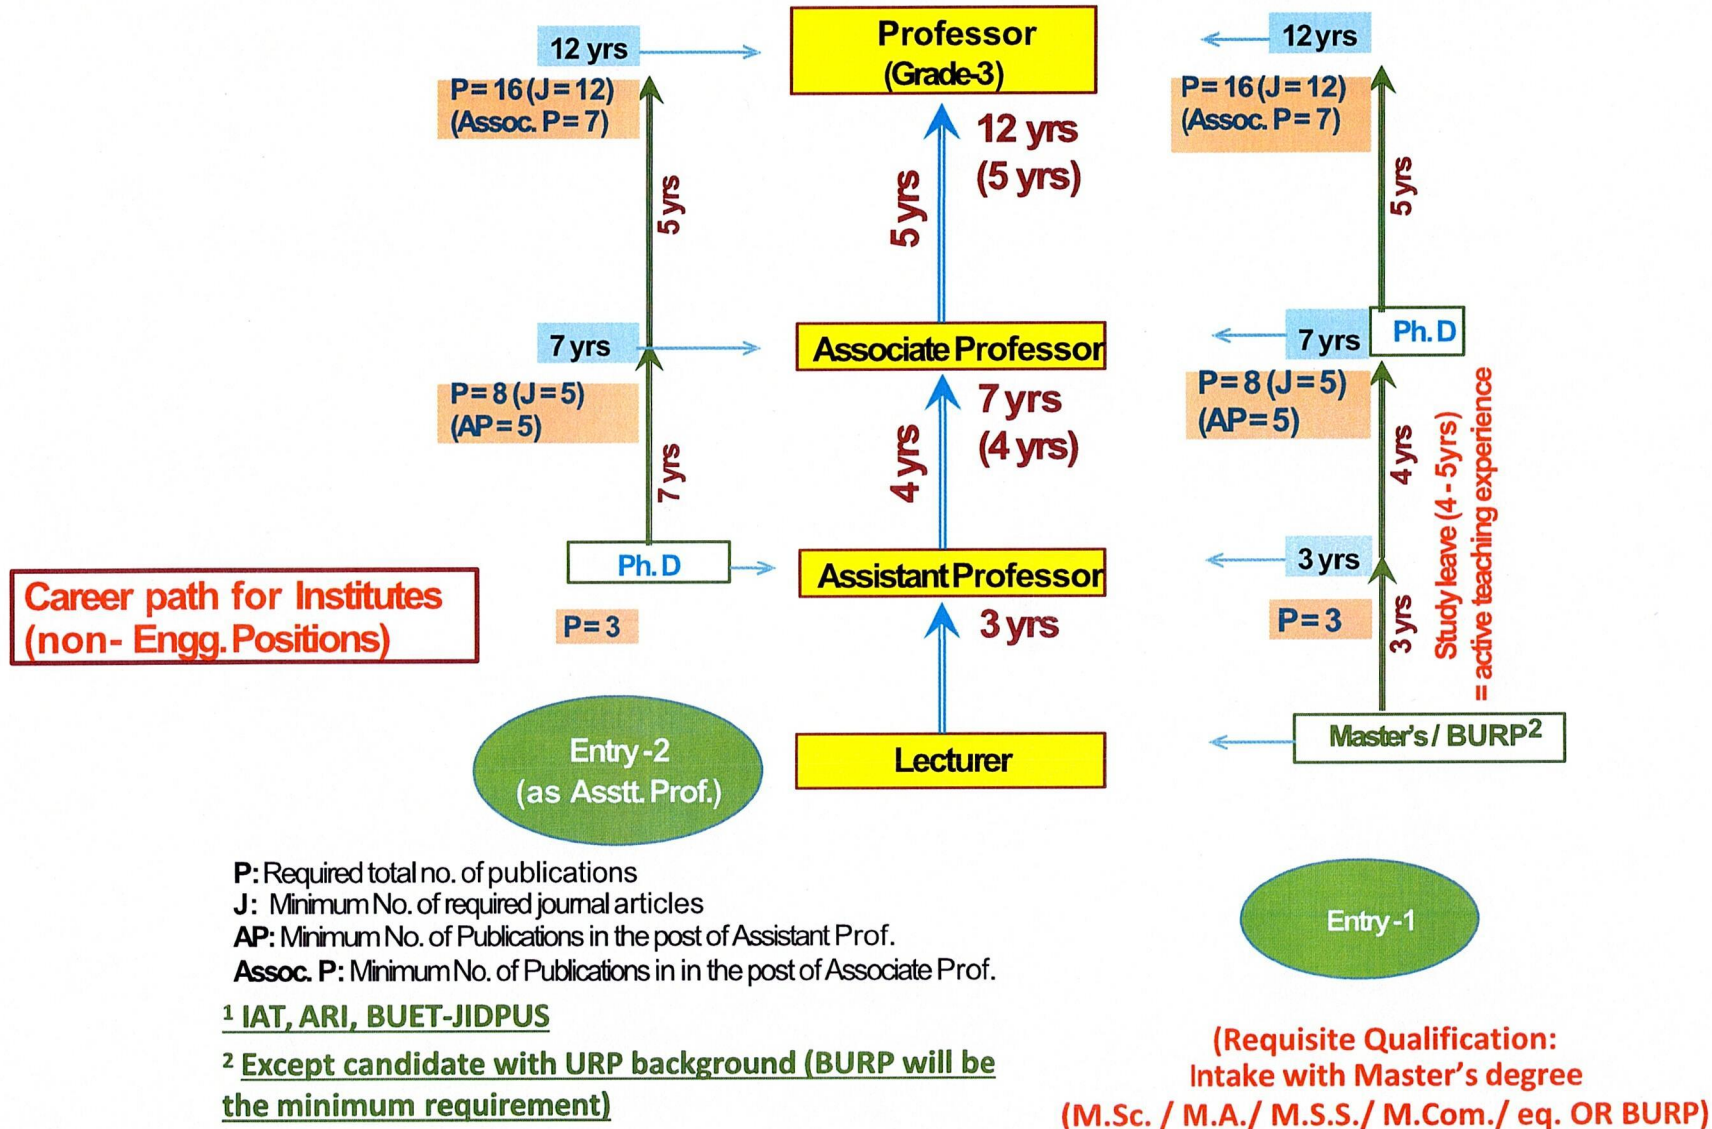 12 yrs
Professor
(Grade-3)
12 yrs
P= 16 (J= 12)
(Assoc. P= 7)
12 yrs
(5 yrs)
P= 16 (J= 12)
(Assoc. P= 7)
5 yrs
5 yrs
5 yrs
7 yrs
Associate Professor
7 yrs
Ph. D
P= 8 (J= 5)
(AP= 5)
7 yrs
(4 yrs)
P= 8 (J= 5)
(AP= 5)
7 yrs
4 yrs
4 yrs
Study leave (4 - 5yrs)
= active teaching experience
Ph. D
Assistant Professor
3 yrs
Career path for Institutes
(non- Engg. Positions)
P= 3
3 yrs
P= 3
3 yrs
Entry -2
(as Asstt. Prof.)
Lecturer
Master's / BURP²
P: Required total no. of publications
J: Minimum No. of required journal articles
AP: Minimum No. of Publications in the post of Assistant Prof.
Assoc. P: Minimum No. of Publications in in the post of Associate Prof.
Entry -1
¹ IAT, ARI, BUET-JIDPUS
² Except candidate with URP background (BURP will be
the minimum requirement)
(Requisite Qualification:
Intake with Master's degree
(M.Sc. / M.A./ M.S.S./ M.Com./ eq. OR BURP)